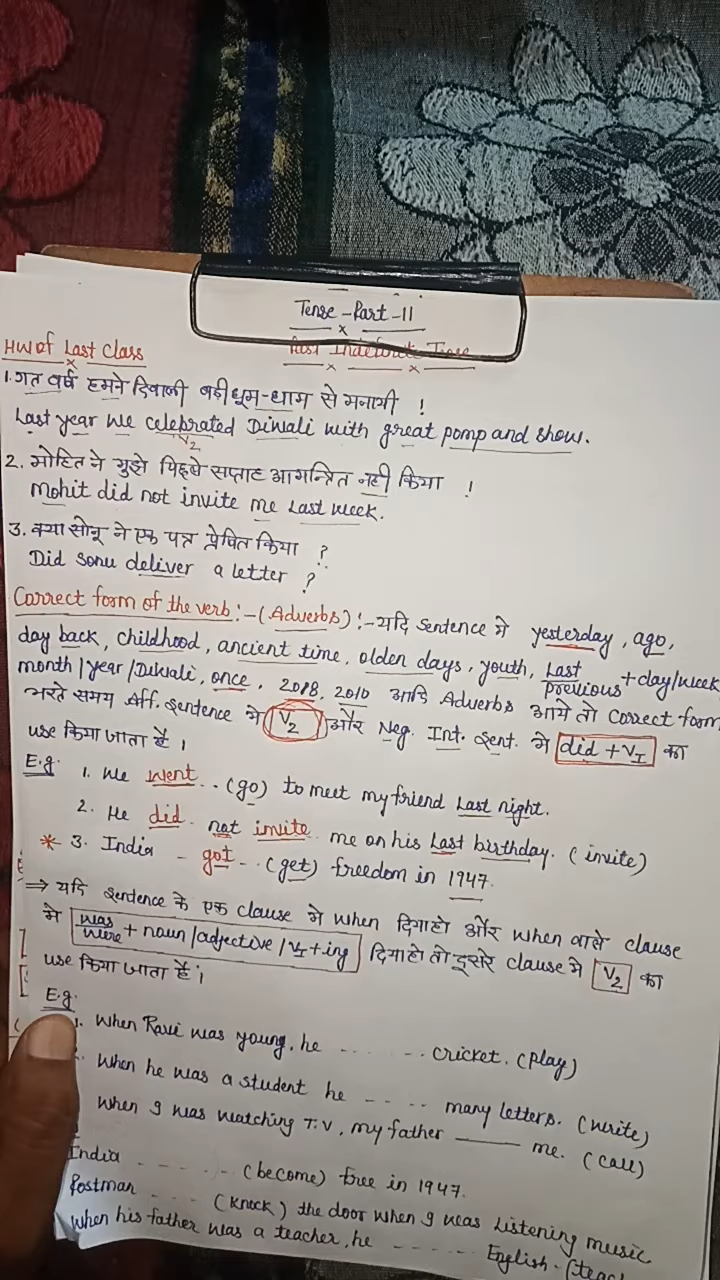 Tense - Part - 11
Past Indefinite Tense
HW of Last Class
1. गत वर्ष हमने दिवाली बड़ी धूम-धाम से मनायी !
Last year we celebrated Diwali with great pomp and show.
V2
2. मोहित ने मुझे पिछले सप्ताह आमन्त्रित नही किया !
Mohit did not invite me last week.
3. क्या सोनू ने एक पत्र प्रेषित किया ?
Did sonu deliver a letter ?
Correct form of the verb :- (Adverbs) :- यदि sentence मे yesterday, ago,
day back, childhood, ancient time, olden days, youth, Last + day/week
Previous
month/year/Diwali, once, 2018, 2010 आदि Adverbs आये तो correct form
भरते समय Aff. sentence मे V2 और Neg. Int. sent. मे did + V1 का
use किया जाता है ।
E.g. 1. We went .. (go) to meet my friend Last night.
2. He did not invite me on his last birthday. (invite)
* 3. India - got .. (get) freedom in 1947.
⇒ यदि sentence के एक clause मे when दिया हो और when वाले clause
मे was/were + noun/adjective/V1+ing दिया हो तो दूसरे clause मे V2 का
use किया जाता है ।
E.g.
1. When Ravi was young, he ------ cricket. (Play)
2. When he was a student he ---- many letters. (write)
When I was watching T.V, my father ____ me. (call)
India ------ (become) free in 1947.
Postman ---- (knock) the door when I was listening music
when his father was a teacher, he ------ English -